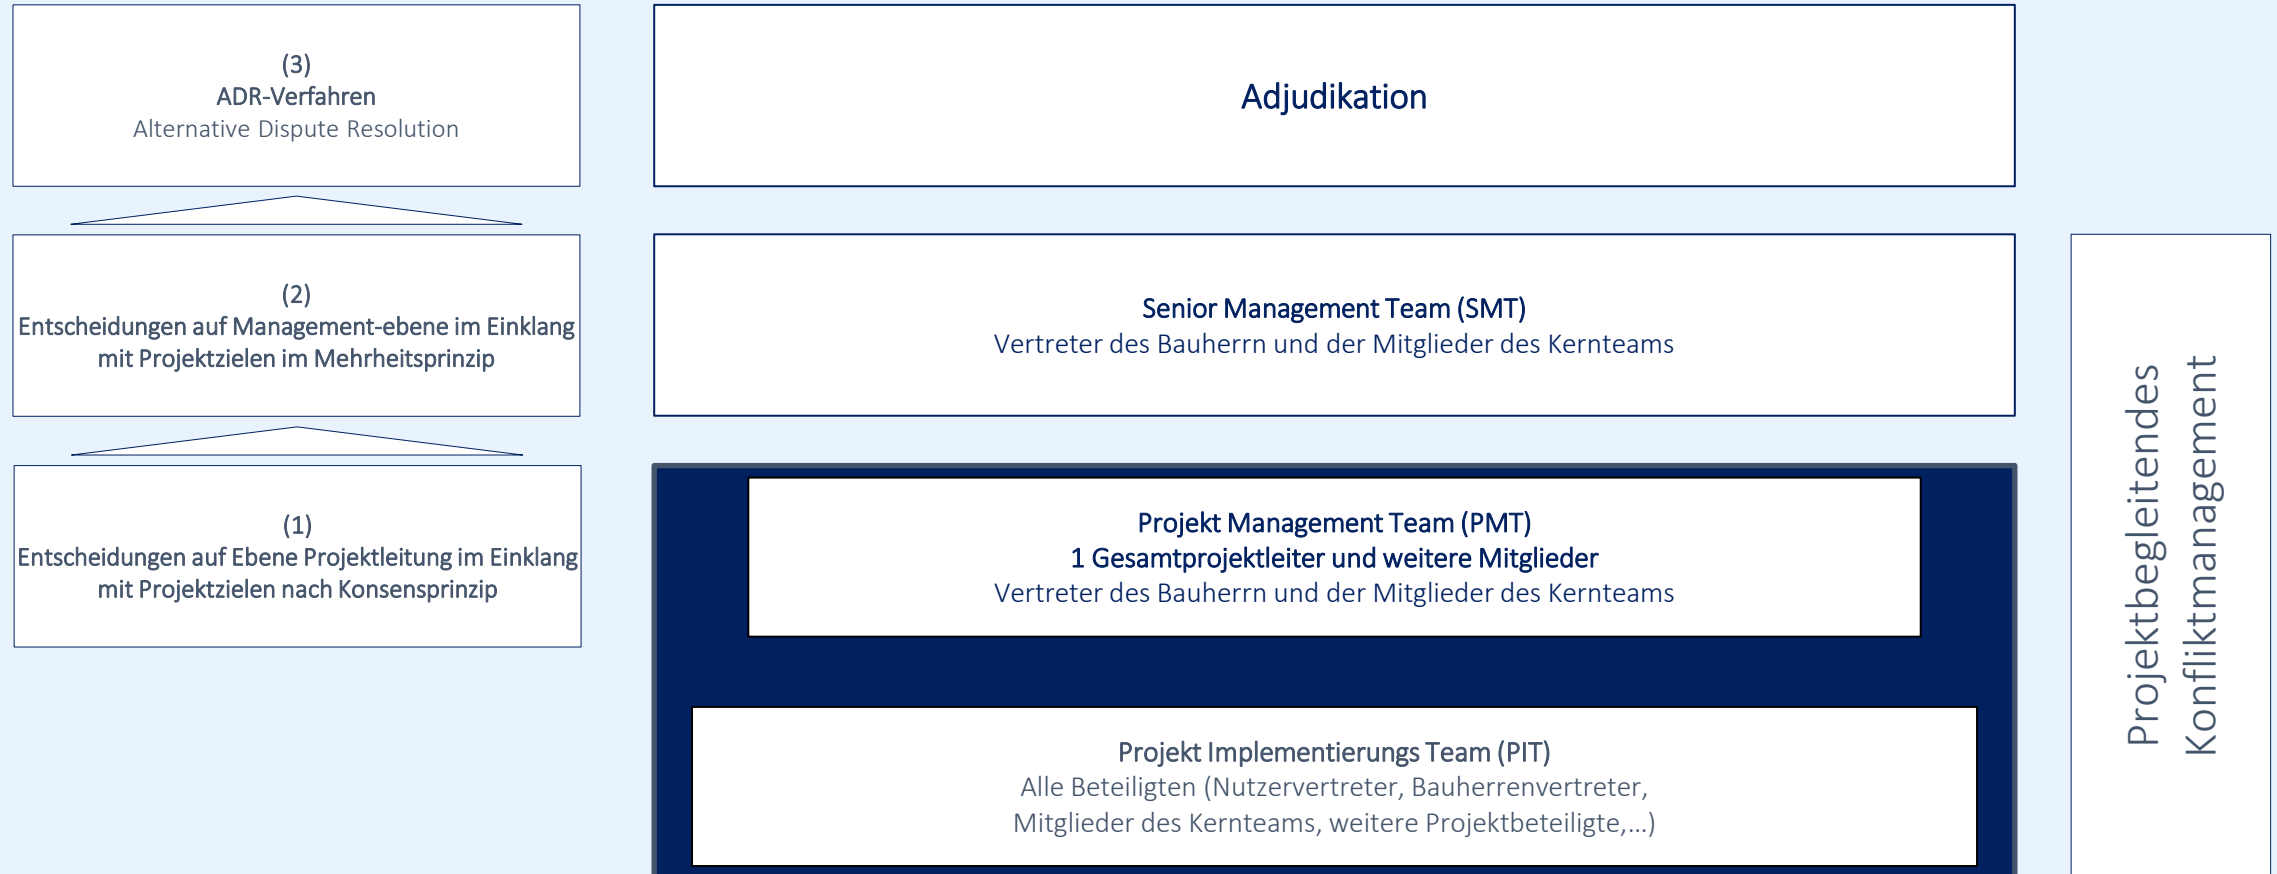 (3)
ADR-Verfahren
Alternative Dispute Resolution
Adjudikation
(2)
Entscheidungen auf Management-ebene im Einklang
mit Projektzielen im Mehrheitsprinzip
Senior Management Team (SMT)
Vertreter des Bauherrn und der Mitglieder des Kernteams
(1)
Entscheidungen auf Ebene Projektleitung im Einklang
mit Projektzielen nach Konsensprinzip
Projekt Management Team (PMT)
1 Gesamtprojektleiter und weitere Mitglieder
Vertreter des Bauherrn und der Mitglieder des Kernteams
Projekt Implementierungs Team (PIT)
Alle Beteiligten (Nutzervertreter, Bauherrenvertreter,
Mitglieder des Kernteams, weitere Projektbeteiligte,...)
Projektbegleitendes
Konfliktmanagement